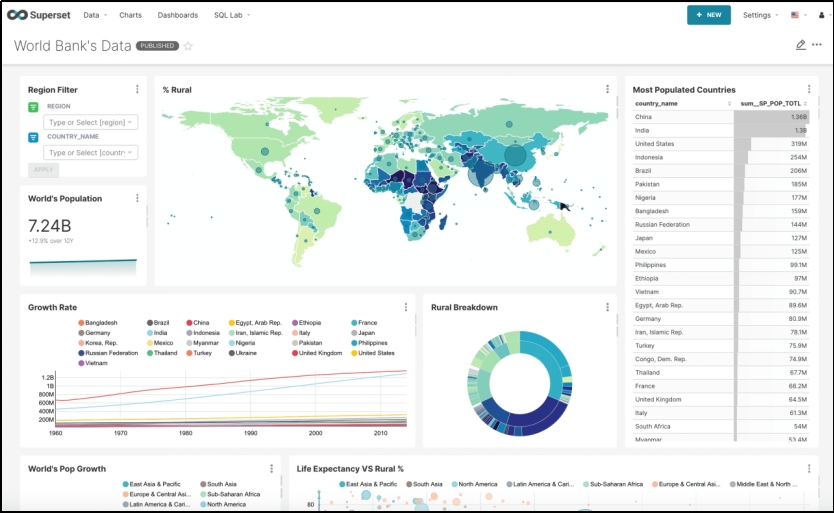 Superset Data Charts Dashboards SQL Lab + NEW Settings
World Bank's Data PUBLISHED
Region Filter
REGION
Type or Select [region]
COUNTRY_NAME
Type or Select [countr
APPLY
World's Population
7.24B
+12.9% over 10Y
% Rural
Most Populated Countries
country_name sum__SP_POP_TOTL
China 1.36B
India 1.3B
United States 319M
Indonesia 254M
Brazil 206M
Pakistan 185M
Nigeria 177M
Bangladesh 159M
Russian Federation 144M
Japan 127M
Mexico 125M
Philippines 99.1M
Ethiopia 97M
Vietnam 90.7M
Egypt, Arab Rep. 89.6M
Germany 80.9M
Iran, Islamic Rep. 78.1M
Turkey 75.9M
Congo, Dem. Rep. 74.9M
Thailand 67.7M
France 66.2M
United Kingdom 64.5M
Italy 61.3M
South Africa 54M
Myanmar 53.4M
Growth Rate
Bangladesh Brazil China Egypt, Arab Rep. Ethiopia France
Germany India Indonesia Iran, Islamic Rep. Italy Japan
Korea, Rep. Mexico Myanmar Nigeria Pakistan Philippines
Russian Federation Thailand Turkey Ukraine United Kingdom United States
Vietnam
1.2B
1B
800M
600M
400M
200M
1960 1970 1980 1990 2000 2010
Rural Breakdown
World's Pop Growth
East Asia & Pacific South Asia
Europe & Central Asi... Sub-Saharan Africa
Latin America & Cari... North America
Life Expectancy VS Rural %
East Asia & Pacific South Asia North America Latin America & Cari... Sub-Saharan Africa Europe & Central Asi... Middle East & North ...
80